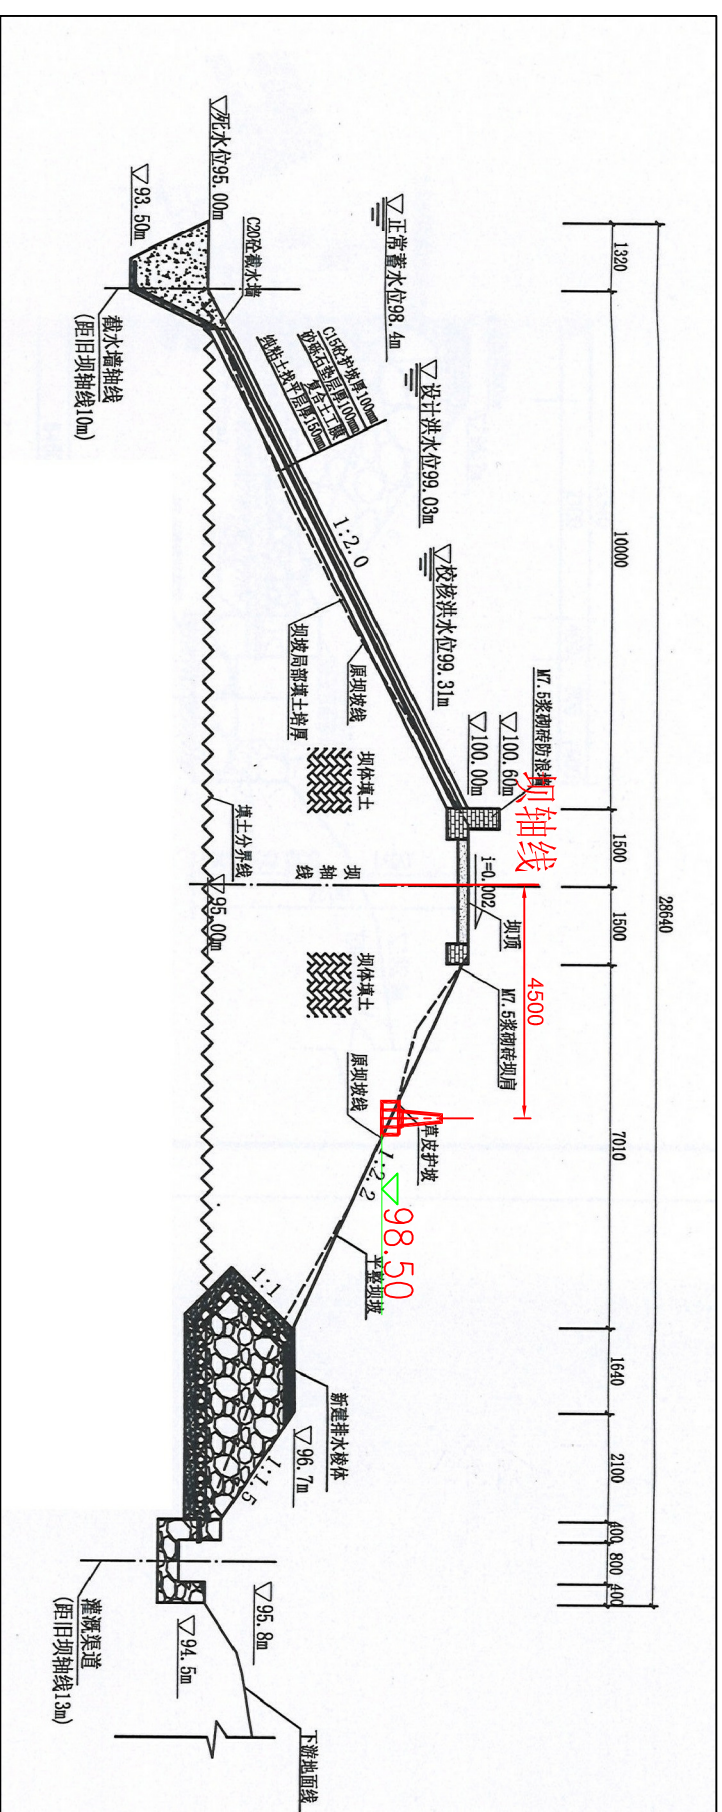 28640
1320
10000
1500
1500
7010
1640
2100
400
800
400
▽死水位95.00m
▽93.50m
C20砼截水墙
截水墙轴线
(距旧坝轴线10m)
▽正常蓄水位98.4m
▽设计洪水位99.03m
▽校核洪水位99.31m
C15砼护坡厚100mm
砂砾石垫层厚100mm
复合土工膜
纯粘土找平层厚150mm
1:2.0
原坝坡线
坝坡局部填土培厚
M7.5浆砌砖防浪墙
▽100.60m
▽100.00m
坝轴线
坝体填土
填土分界线
坝轴线
▽95.00m
i=0.002
坝顶
4500
坝体填土
M7.5浆砌砖坝肩
原坝坡线
草皮护坡
1:2.2
▽98.50
平整坝坡
1:1
新建排水棱体
▽96.7m
1:1.5
▽95.8m
▽94.5m
灌溉渠道
(距旧坝轴线13m)
下游地面线